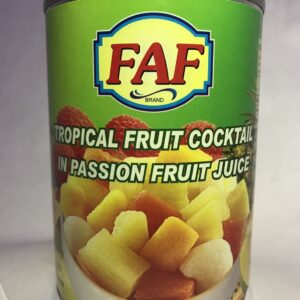 FAF
BRAND
TROPICAL FRUIT COCKTAIL
IN PASSION FRUIT JUICE